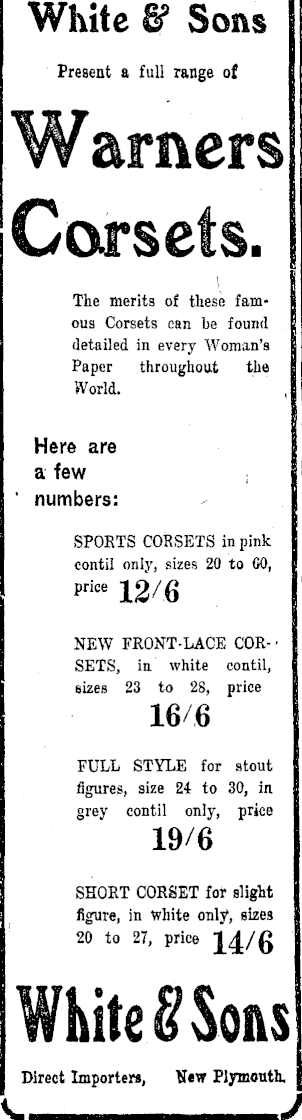 White & Sons
Present a full range of
Warners
Corsets.
The merits of these fam-
ous Corsets can be found
detailed in every Woman's
Paper throughout the
World.
Here are
a few
numbers:
SPORTS CORSETS in pink
contil only, sizes 20 to 60,
price 12/6
NEW FRONT-LACE COR-
SETS, in white contil,
sizes 23 to 28, price
16/6
FULL STYLE for stout
figures, size 24 to 30, in
grey contil only, price
19/6
SHORT CORSET for slight
figure, in white only, sizes
20 to 27, price 14/6
White & Sons
Direct Importers, New Plymouth.